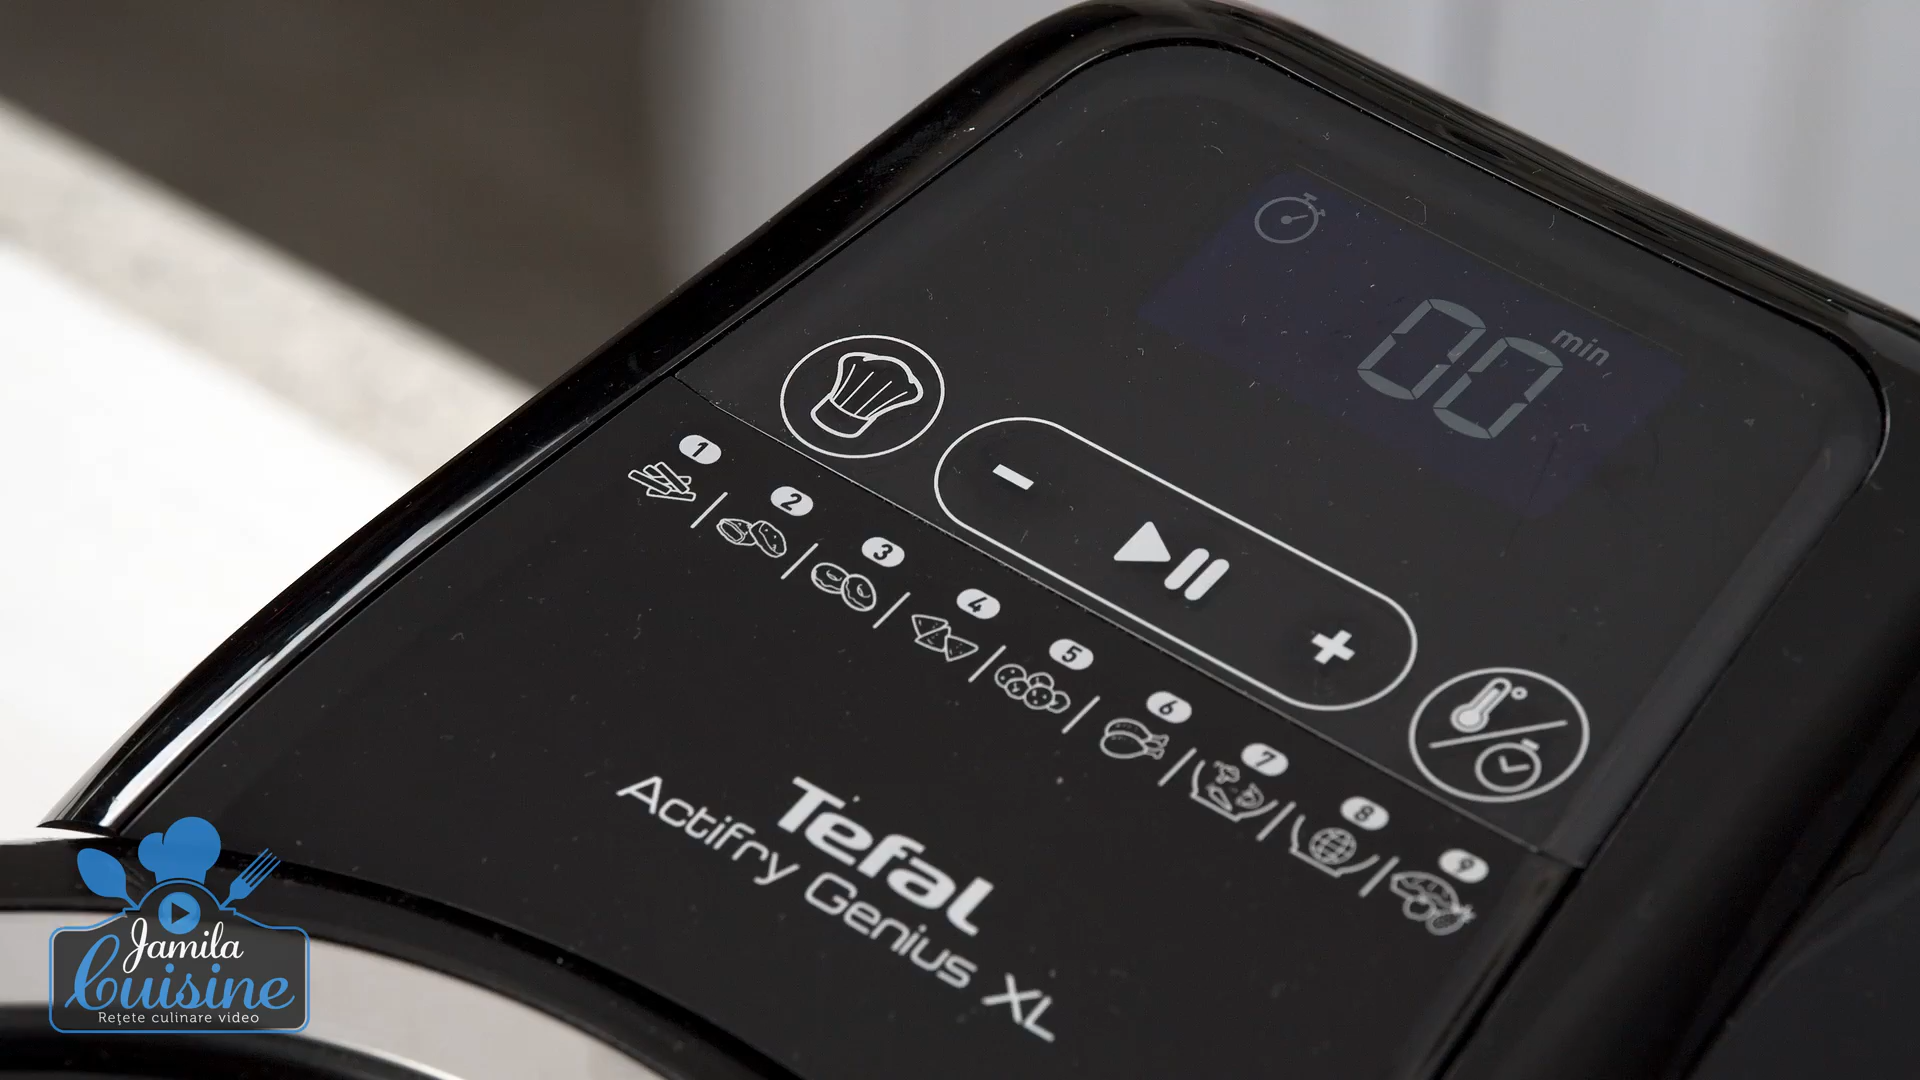 00 min
-
+
1
2
3
4
5
6
7
8
9
Tefal
Actifry Genius XL
Jamila
Cuisine
Rețete culinare video